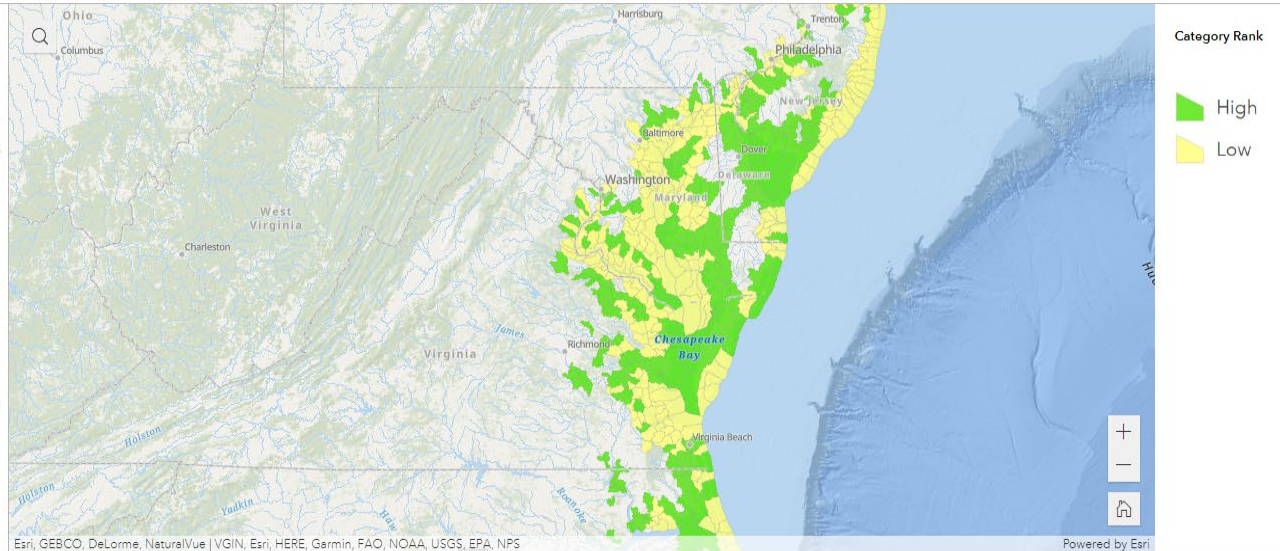 Ohio
Harrisburg
Trenton
Columbus
Philadelphia
New Jersey
Baltimore
Dover
Delaware
Washington
Maryland
West
Virginia
Charleston
James
Richmond
Virginia
Chesapeake
Bay
Holston
Virginia Beach
Holston
Yadkin
Haw
Roanoke
Esri, GEBCO, DeLorme, NaturalVue | VGIN, Esri, HERE, Garmin, FAO, NOAA, USGS, EPA, NPS
Powered by Esri
Category Rank
High
Low